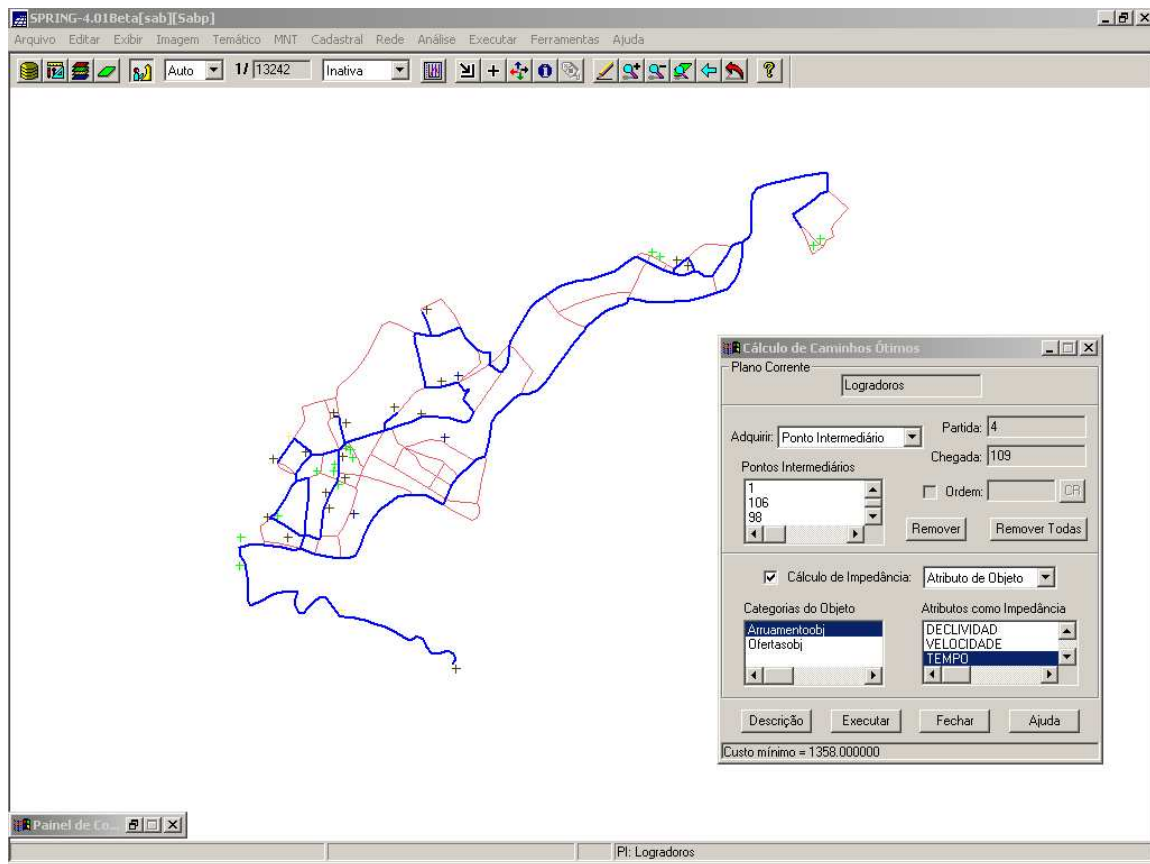 SPRING-4.01Beta[sab][Sabp]
Arquivo Editar Exibir Imagem Temático MNT Cadastral Rede Análise Executar Ferramentas Ajuda
Auto 1/ 13242 Inativa
Cálculo de Caminhos Ótimos
Plano Corrente
Logradoros
Adquirir: Ponto Intermediário
Partida: 4
Chegada: 109
Pontos Intermediários
1
106
98
Ordem: CR
Remover Remover Todas
Cálculo de Impedância: Atributo de Objeto
Categorias do Objeto Atributos como Impedância
Arruamentoobj
Ofertasobj
DECLIVIDAD
VELOCIDADE
TEMPO
Descrição Executar Fechar Ajuda
Custo mínimo = 1358.000000
Painel de Co...
PI: Logradoros